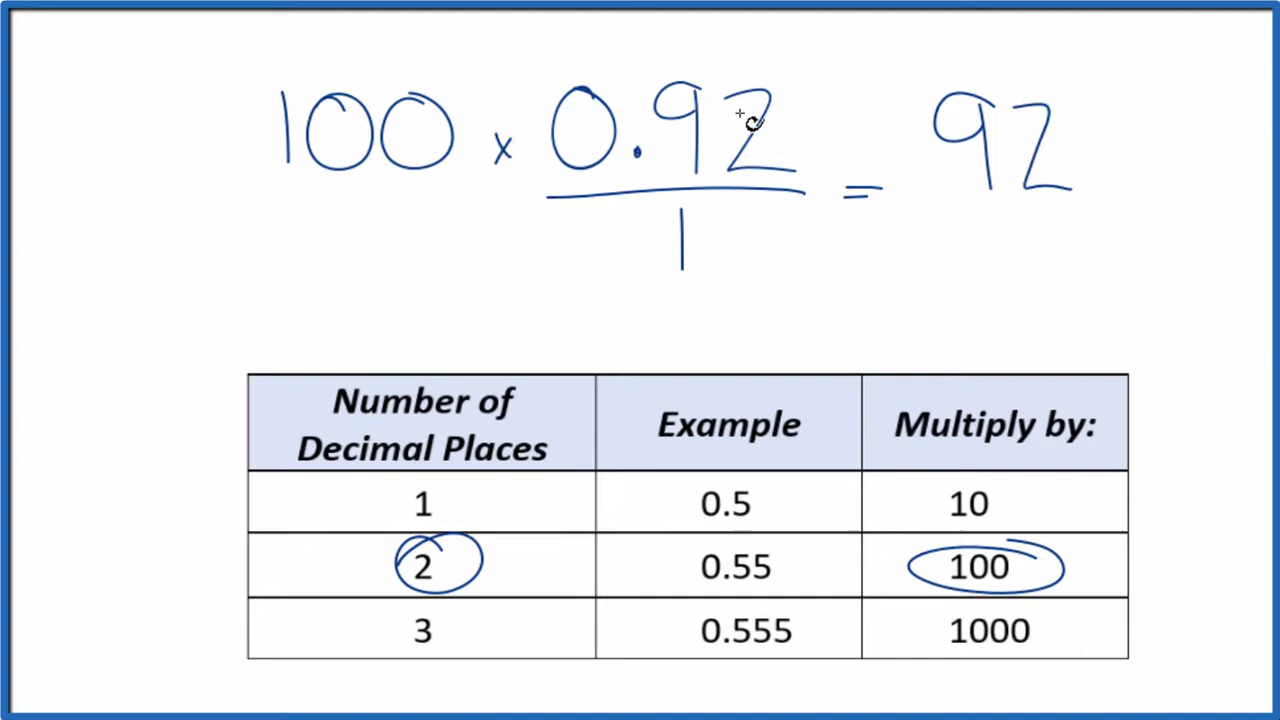 100 × 0.92 = 92
1
Number of Decimal Places Example Multiply by:
1 0.5 10
2 0.55 100
3 0.555 1000